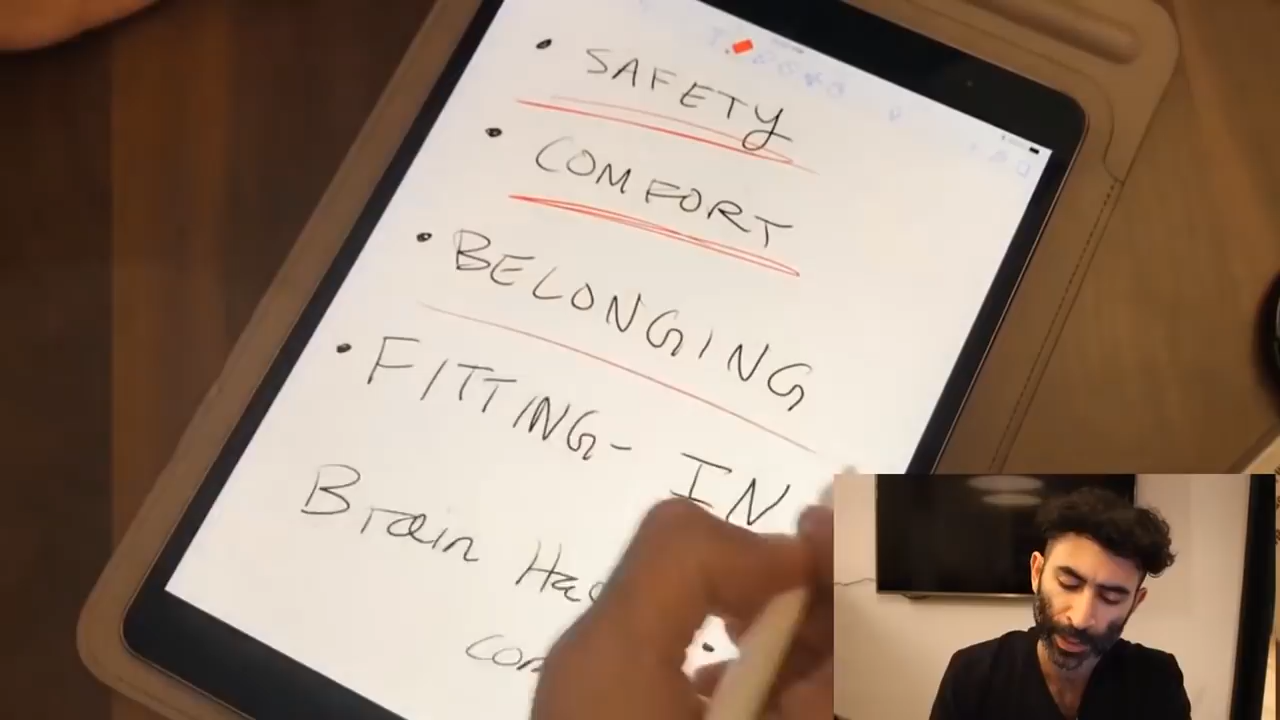 • SAFETY
• COMFORT
• BELONGING
• FITTING-IN
Brain